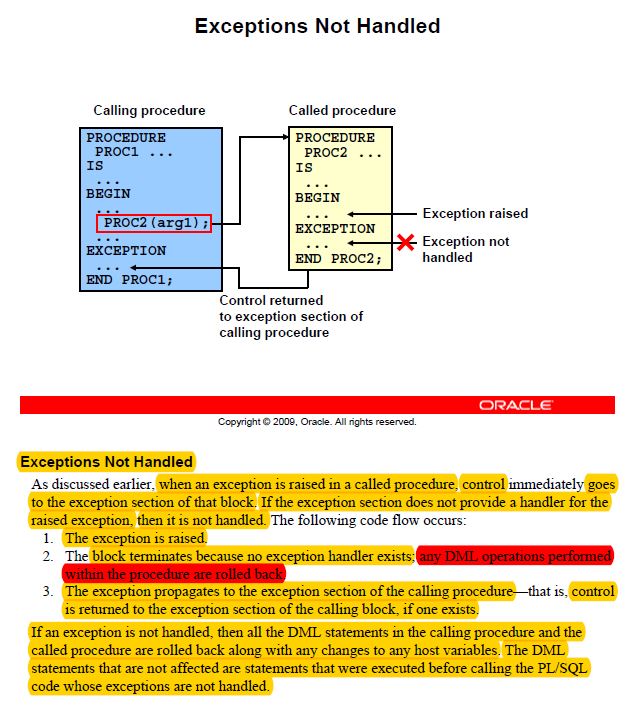 Exceptions Not Handled
Calling procedure
Called procedure
PROCEDURE
PROC1 ...
IS
...
BEGIN
...
PROC2(arg1);
...
EXCEPTION
...
END PROC1;
PROCEDURE
PROC2 ...
IS
...
BEGIN
...
EXCEPTION
...
END PROC2;
Exception raised
Exception not
handled
Control returned
to exception section of
calling procedure
ORACLE
Copyright © 2009, Oracle. All rights reserved.
Exceptions Not Handled
As discussed earlier, when an exception is raised in a called procedure, control immediately goes
to the exception section of that block. If the exception section does not provide a handler for the
raised exception, then it is not handled. The following code flow occurs:
1. The exception is raised.
2. The block terminates because no exception handler exists; any DML operations performed
within the procedure are rolled back.
3. The exception propagates to the exception section of the calling procedure—that is, control
is returned to the exception section of the calling block, if one exists.
If an exception is not handled, then all the DML statements in the calling procedure and the
called procedure are rolled back along with any changes to any host variables. The DML
statements that are not affected are statements that were executed before calling the PL/SQL
code whose exceptions are not handled.